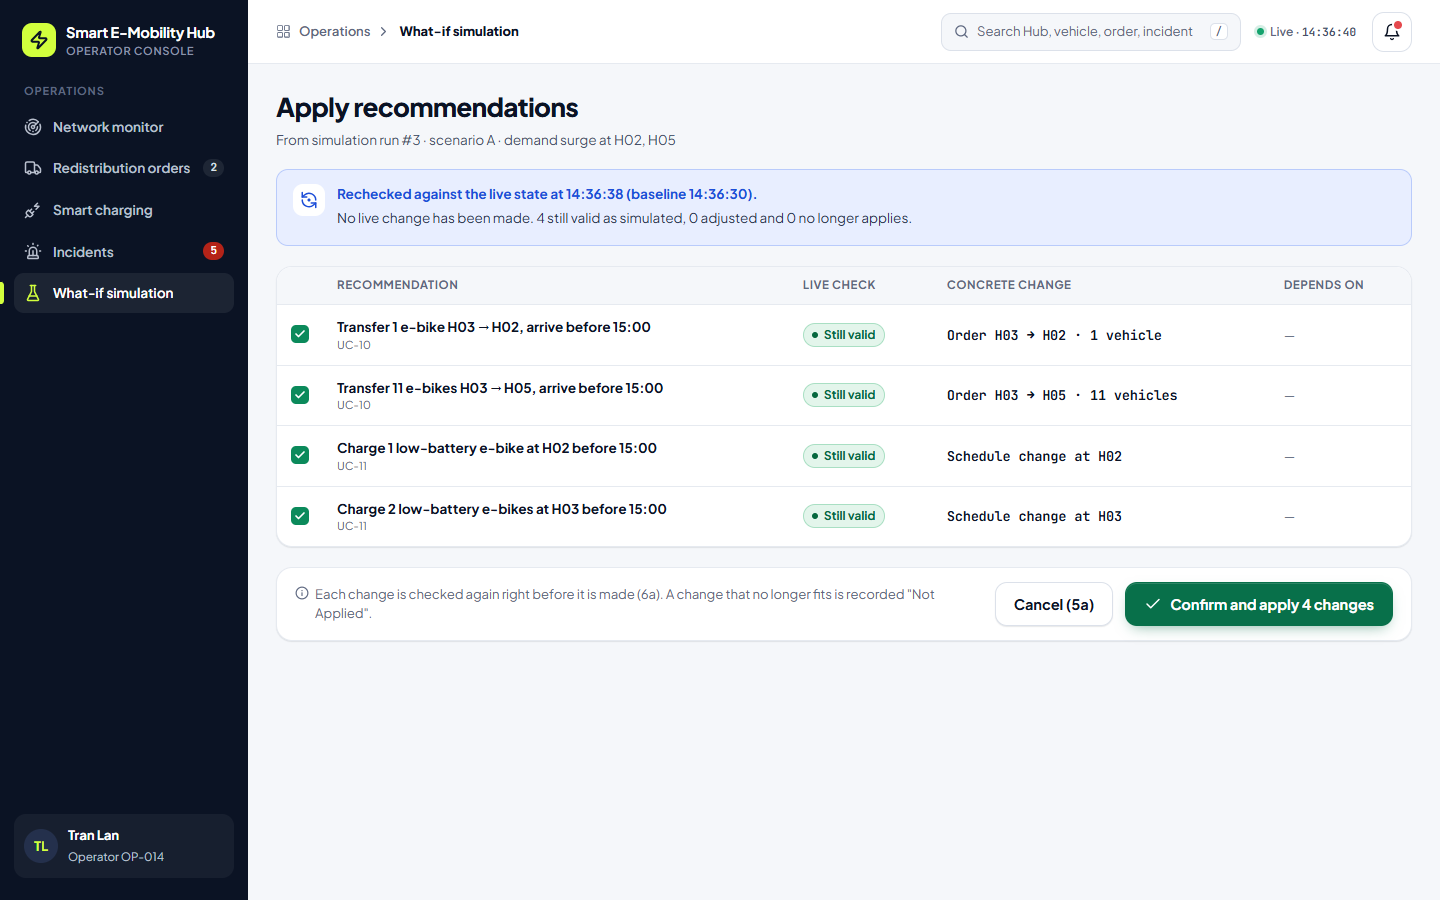 Smart E-Mobility Hub
OPERATOR CONSOLE
OPERATIONS
Network monitor
Redistribution orders 2
Smart charging
Incidents 5
What-if simulation
TL
Tran Lan
Operator OP-014
Operations > What-if simulation
Search Hub, vehicle, order, incident /
Live · 14:36:40
Apply recommendations
From simulation run #3 · scenario A · demand surge at H02, H05
Rechecked against the live state at 14:36:38 (baseline 14:36:30).
No live change has been made. 4 still valid as simulated, 0 adjusted and 0 no longer applies.
RECOMMENDATION LIVE CHECK CONCRETE CHANGE DEPENDS ON
Transfer 1 e-bike H03 → H02, arrive before 15:00
UC-10
Still valid
Order H03 → H02 · 1 vehicle
—
Transfer 11 e-bikes H03 → H05, arrive before 15:00
UC-10
Still valid
Order H03 → H05 · 11 vehicles
—
Charge 1 low-battery e-bike at H02 before 15:00
UC-11
Still valid
Schedule change at H02
—
Charge 2 low-battery e-bikes at H03 before 15:00
UC-11
Still valid
Schedule change at H03
—
Each change is checked again right before it is made (6a). A change that no longer fits is recorded "Not
Applied".
Cancel (5a)
Confirm and apply 4 changes